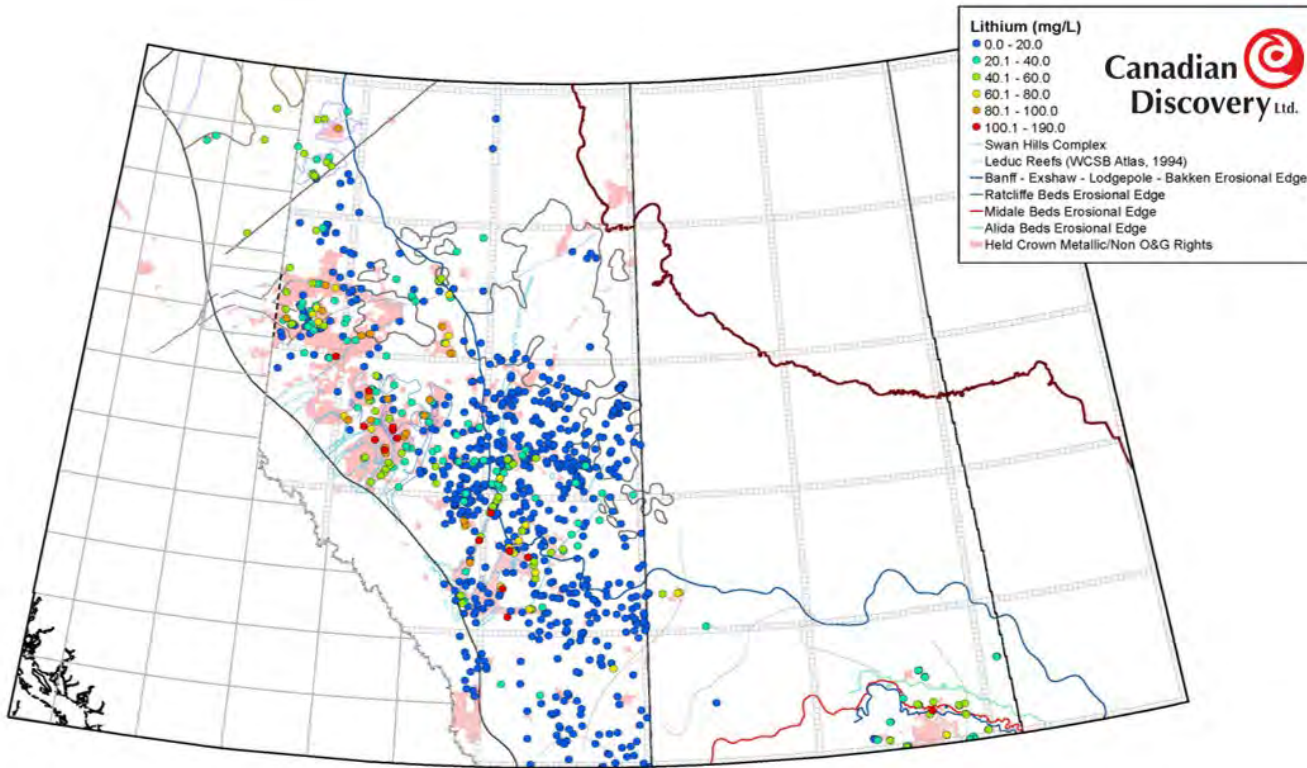 Lithium (mg/L)
0.0 - 20.0
20.1 - 40.0
40.1 - 60.0
60.1 - 80.0
80.1 - 100.0
100.1 - 190.0
Swan Hills Complex
Leduc Reefs (WCSB Atlas, 1994)
Banff - Exshaw - Lodgepole - Bakken Erosional Edge
Ratcliffe Beds Erosional Edge
Midale Beds Erosional Edge
Alida Beds Erosional Edge
Held Crown Metallic/Non O&G Rights
Canadian
Discovery Ltd.